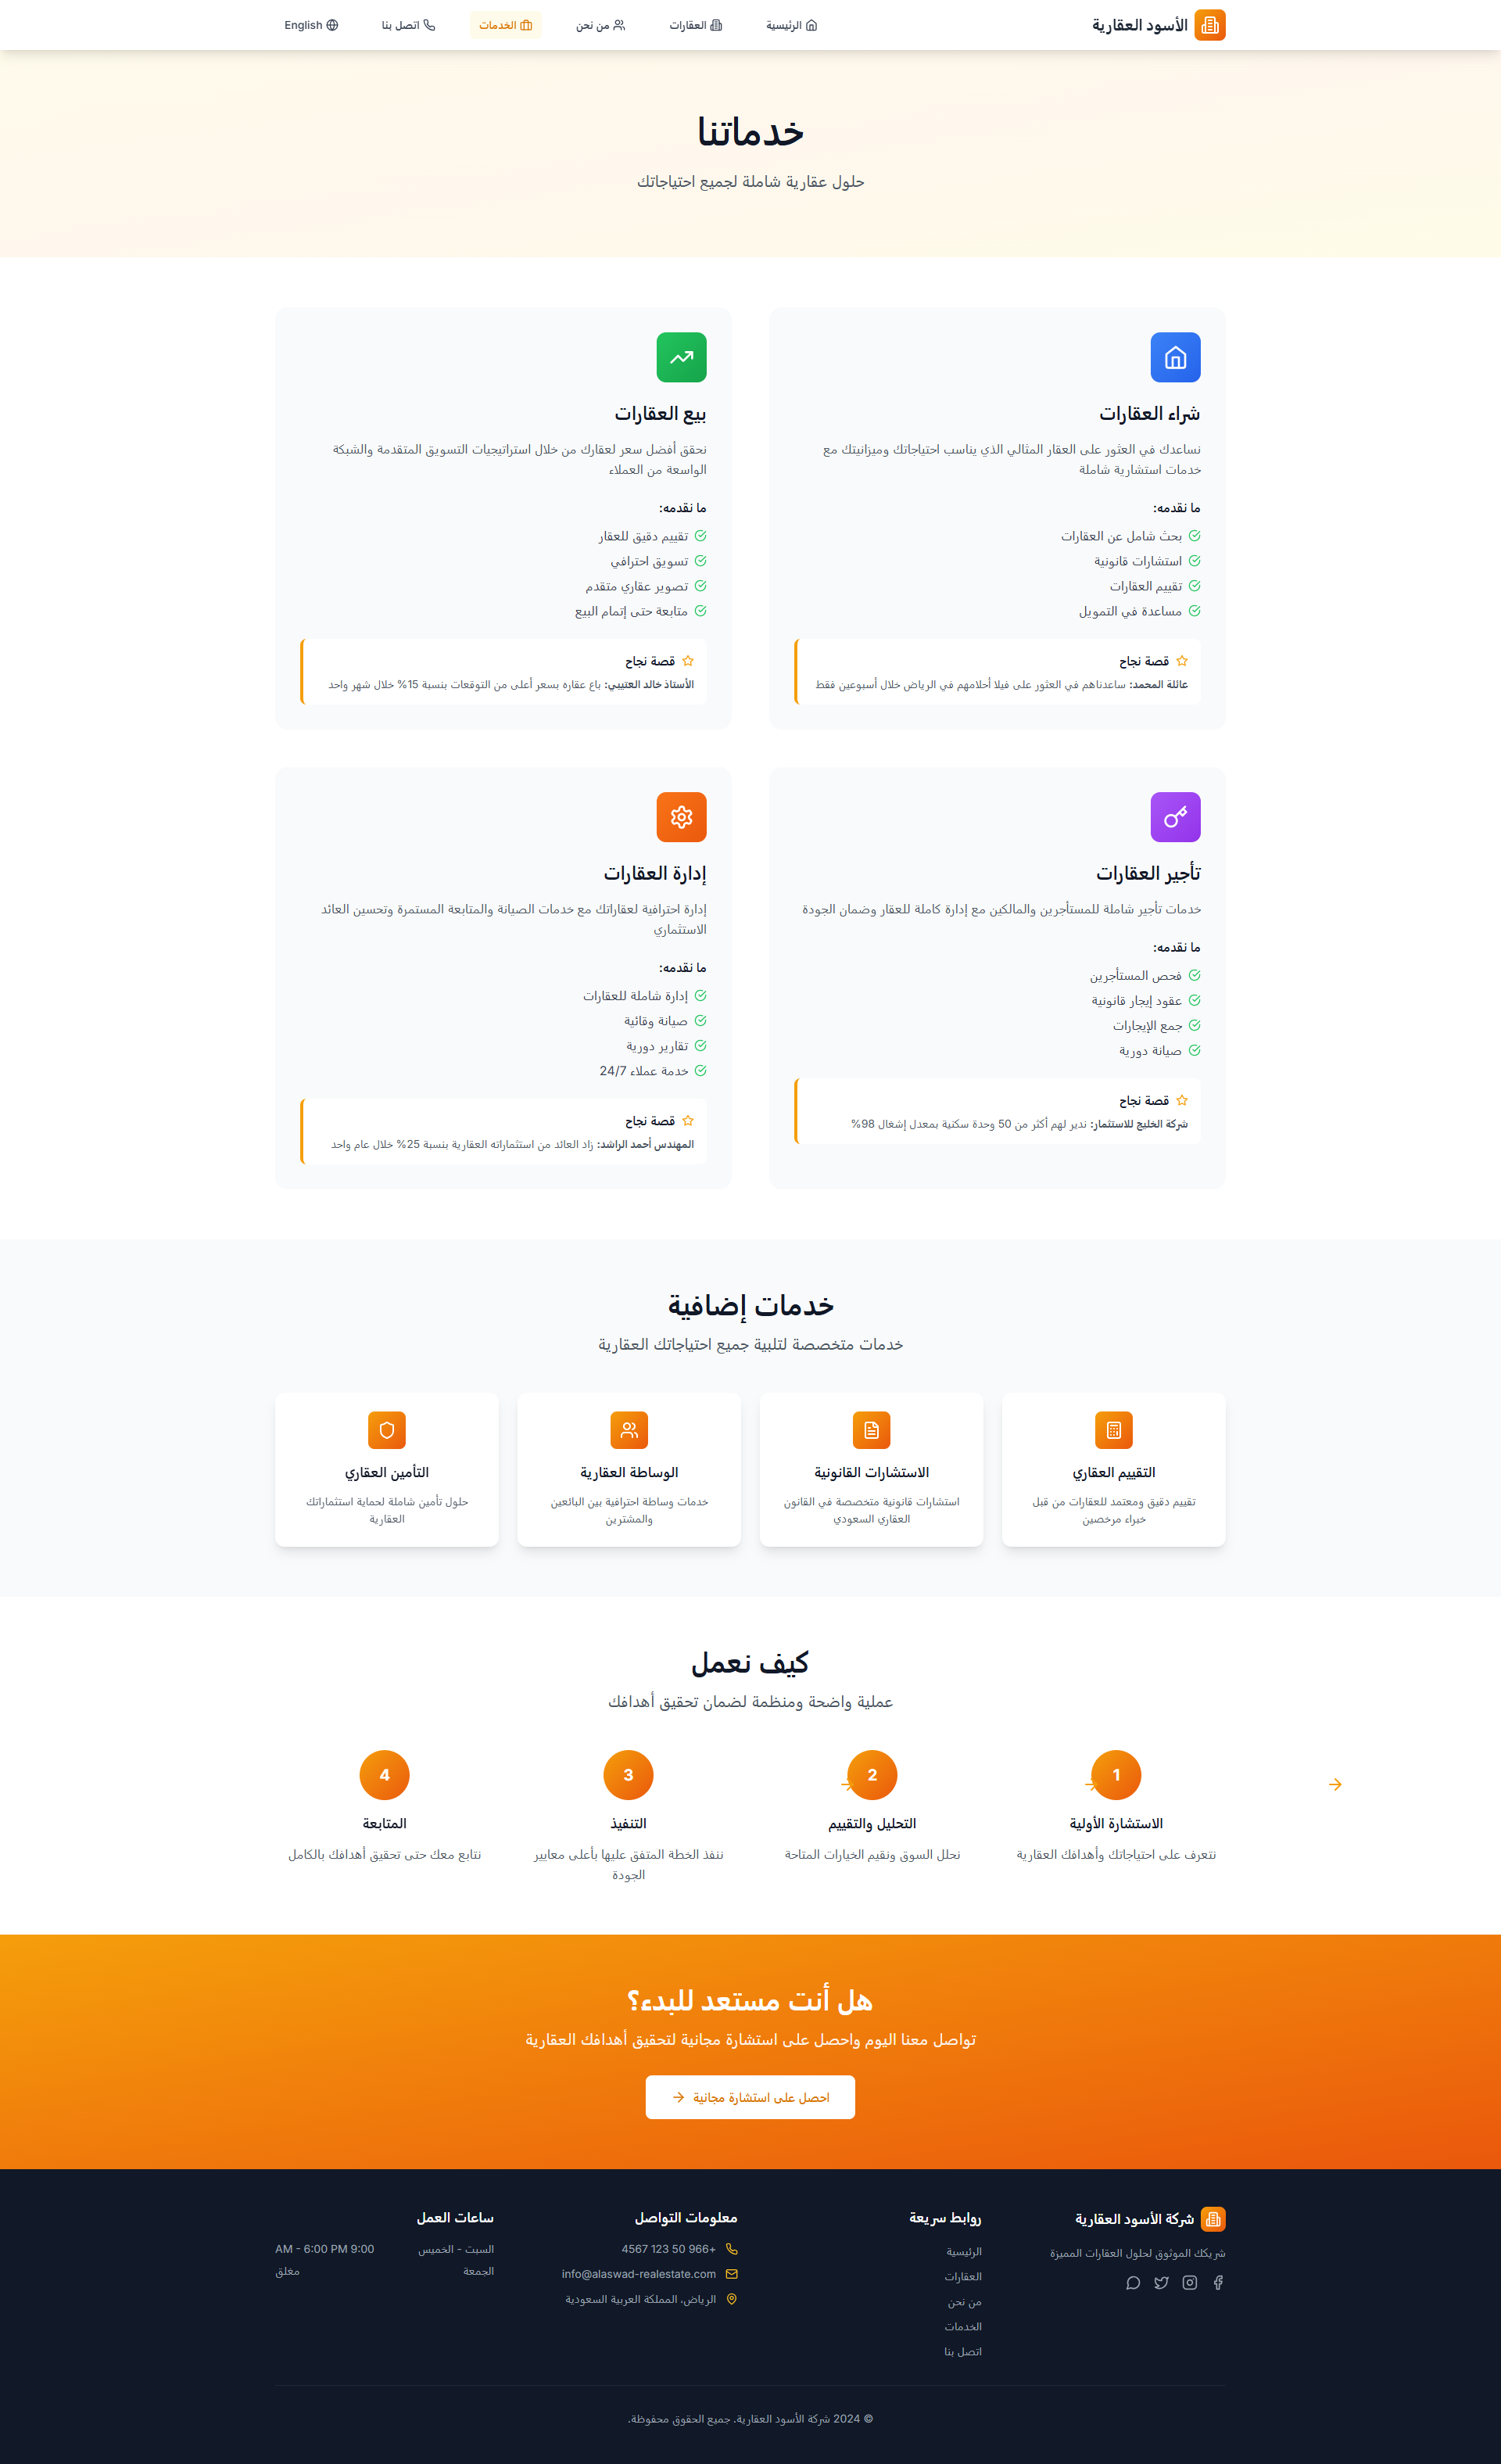 الأسود العقارية
الرئيسية
العقارات
من نحن
الخدمات
اتصل بنا
English
خدماتنا
حلول عقارية شاملة لجميع احتياجاتك
شراء العقارات
نساعدك في العثور على العقار المثالي الذي يناسب احتياجاتك وميزانيتك مع
خدمات استشارية شاملة
ما نقدمه:
بحث شامل عن العقارات
استشارات قانونية
تقييم العقارات
مساعدة في التمويل
قصة نجاح
عائلة المحمد: ساعدناهم في العثور على فيلا أحلامهم في الرياض خلال أسبوعين فقط
بيع العقارات
نحقق أفضل سعر لعقارك من خلال استراتيجيات التسويق المتقدمة والشبكة
الواسعة من العملاء
ما نقدمه:
تقييم دقيق للعقار
تسويق احترافي
تصوير عقاري متقدم
متابعة حتى إتمام البيع
قصة نجاح
الأستاذ خالد العتيبي: باع عقاره بسعر أعلى من التوقعات بنسبة 15% خلال شهر واحد
تأجير العقارات
خدمات تأجير شاملة للمستأجرين والمالكين مع إدارة كاملة للعقار وضمان الجودة
ما نقدمه:
فحص المستأجرين
عقود إيجار قانونية
جمع الإيجارات
صيانة دورية
قصة نجاح
شركة الخليج للاستثمار: ندير لهم أكثر من 50 وحدة سكنية بمعدل إشغال 98%
إدارة العقارات
إدارة احترافية لعقاراتك مع خدمات الصيانة والمتابعة المستمرة وتحسين العائد
الاستثماري
ما نقدمه:
إدارة شاملة للعقارات
صيانة وقائية
تقارير دورية
خدمة عملاء 24/7
قصة نجاح
المهندس أحمد الراشد: زاد العائد من استثماراته العقارية بنسبة 25% خلال عام واحد
خدمات إضافية
خدمات متخصصة لتلبية جميع احتياجاتك العقارية
التقييم العقاري
تقييم دقيق ومعتمد للعقارات من قبل
خبراء مرخصين
الاستشارات القانونية
استشارات قانونية متخصصة في القانون
العقاري السعودي
الوساطة العقارية
خدمات وساطة احترافية بين البائعين
والمشترين
التأمين العقاري
حلول تأمين شاملة لحماية استثماراتك
العقارية
كيف نعمل
عملية واضحة ومنظمة لضمان تحقيق أهدافك
1
الاستشارة الأولية
نتعرف على احتياجاتك وأهدافك العقارية
2
التحليل والتقييم
نحلل السوق ونقيم الخيارات المتاحة
3
التنفيذ
ننفذ الخطة المتفق عليها بأعلى معايير
الجودة
4
المتابعة
نتابع معك حتى تحقيق أهدافك بالكامل
هل أنت مستعد للبدء؟
تواصل معنا اليوم واحصل على استشارة مجانية لتحقيق أهدافك العقارية
احصل على استشارة مجانية
شركة الأسود العقارية
شريكك الموثوق لحلول العقارات المميزة
روابط سريعة
الرئيسية
العقارات
من نحن
الخدمات
اتصل بنا
معلومات التواصل
4567 123 50 966+
info@alaswad-realestate.com
الرياض، المملكة العربية السعودية
ساعات العمل
السبت - الخميس
AM - 6:00 PM 9:00
الجمعة
مغلق
© 2024 شركة الأسود العقارية. جميع الحقوق محفوظة.